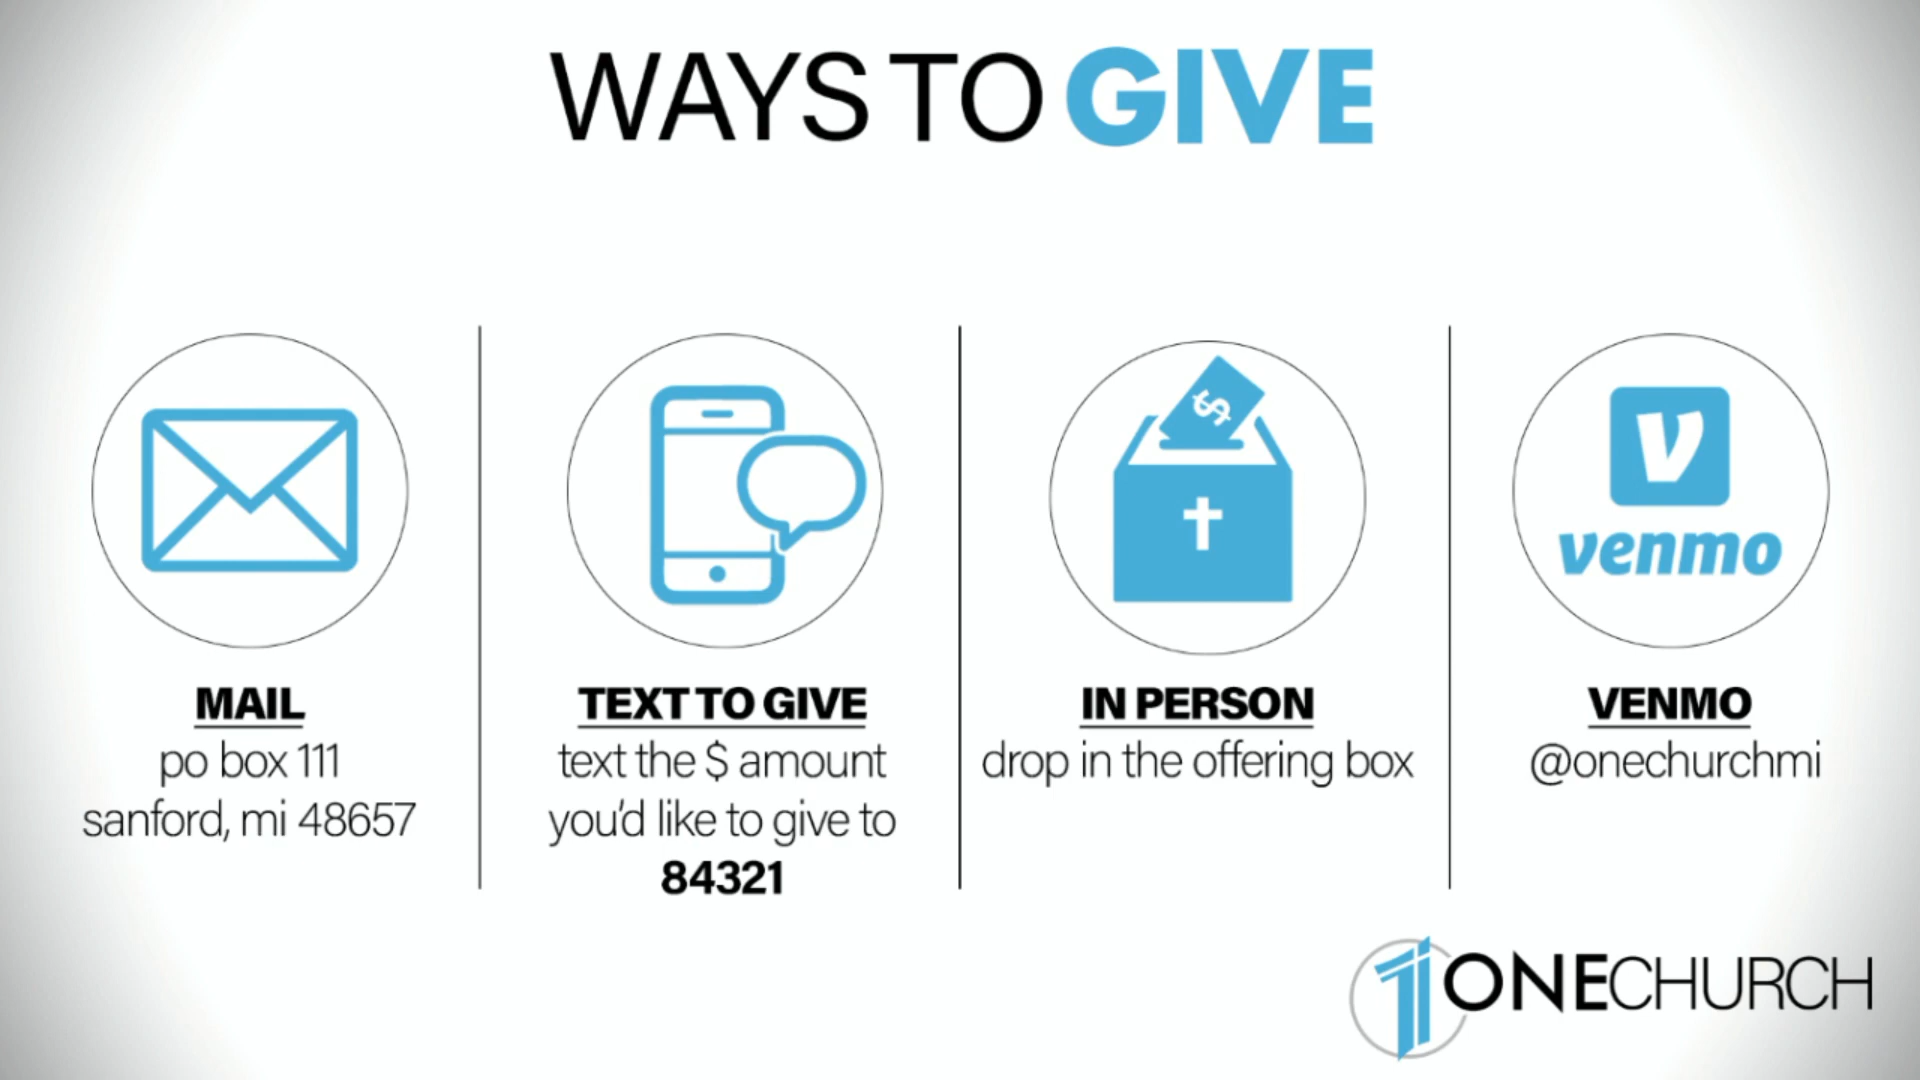 WAYS TO GIVE
$
V
venmo
MAIL
po box 111
sanford, mi 48657
TEXT TO GIVE
text the $ amount
you'd like to give to
84321
IN PERSON
drop in the offering box
VENMO
@onechurchmi
ONECHURCH